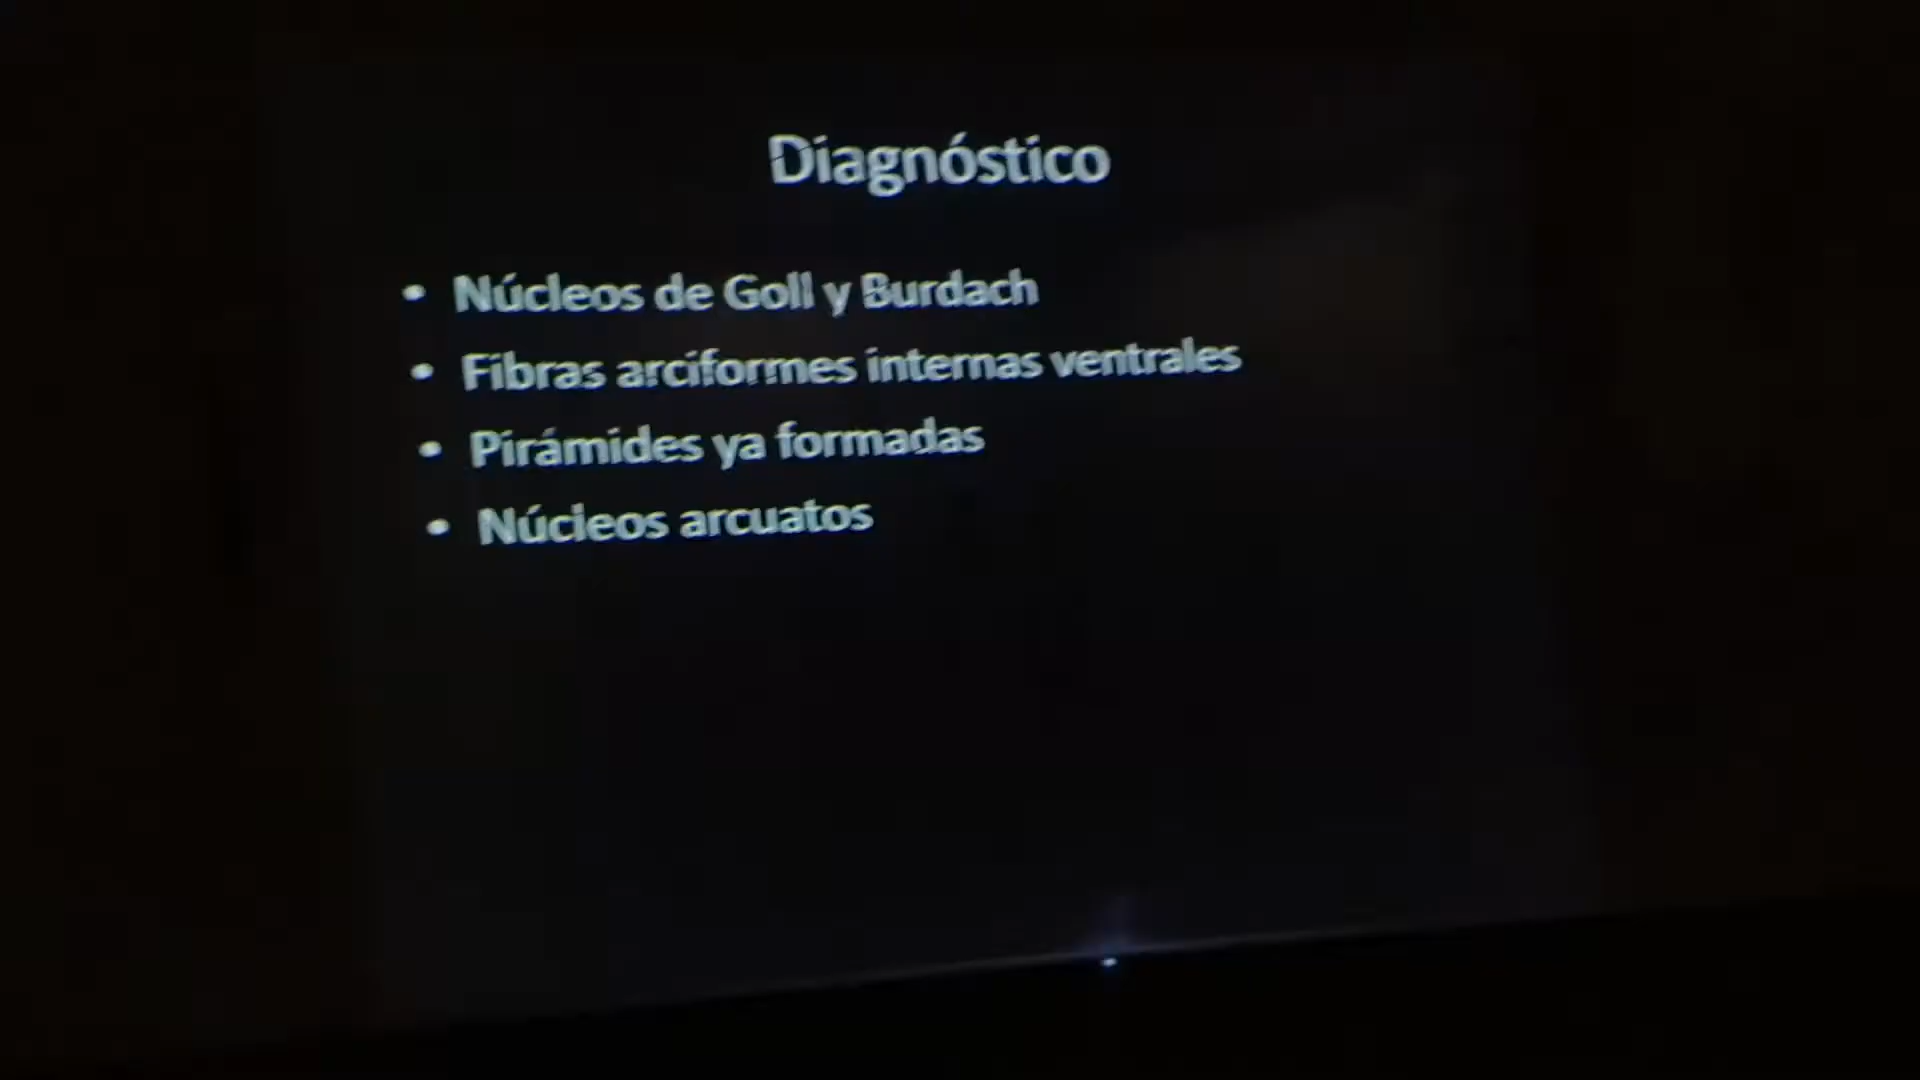 Diagnóstico
• Núcleos de Goll y Burdach
• Fibras arciformes internas ventrales
• Pirámides ya formadas
• Núcleos arcuatos